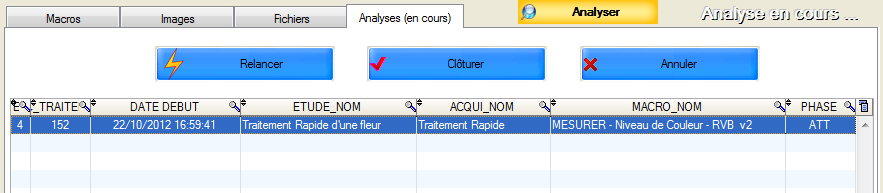 Macros Images Fichiers Analyses (en cours) Analyser Analyse en cours ...
Relancer Clôturer Annuler
E _TRAITE DATE DEBUT ETUDE_NOM ACQUI_NOM MACRO_NOM PHASE
4 152 22/10/2012 16:59:41 Traitement Rapide d'une fleur Traitement Rapide MESURER - Niveau de Couleur - RVB v2 ATT